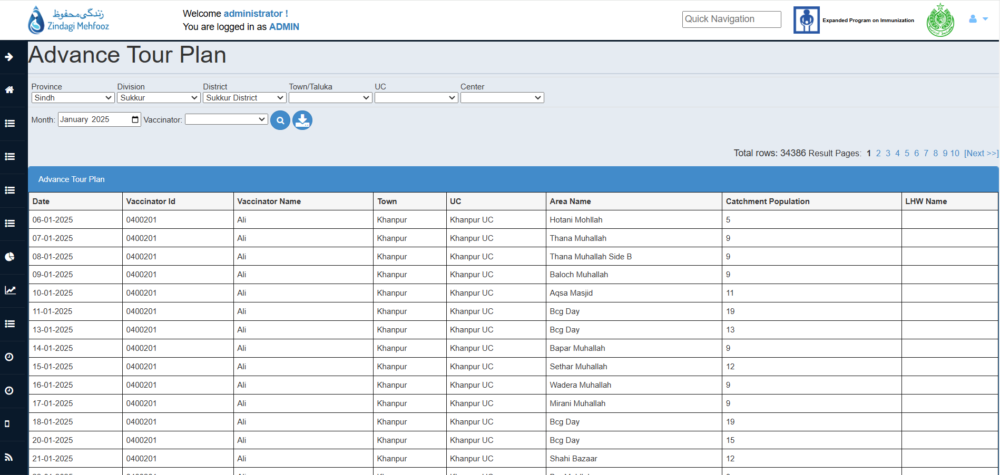 زندگی محفوظ
Zindagi Mehfooz
Welcome administrator !
You are logged in as ADMIN
Quick Navigation
Expanded Program on Immunization
Advance Tour Plan
Province Division District Town/Taluka UC Center
Sindh Sukkur Sukkur District
Month: January 2025 Vaccinator:
Total rows: 34386 Result Pages: 1 2 3 4 5 6 7 8 9 10 [Next >>]
Advance Tour Plan
Date Vaccinator Id Vaccinator Name Town UC Area Name Catchment Population LHW Name
06-01-2025 0400201 Ali Khanpur Khanpur UC Hotani Mohllah 5
07-01-2025 0400201 Ali Khanpur Khanpur UC Thana Muhallah 9
08-01-2025 0400201 Ali Khanpur Khanpur UC Thana Muhallah Side B 9
09-01-2025 0400201 Ali Khanpur Khanpur UC Baloch Muhallah 9
10-01-2025 0400201 Ali Khanpur Khanpur UC Aqsa Masjid 11
11-01-2025 0400201 Ali Khanpur Khanpur UC Bcg Day 19
13-01-2025 0400201 Ali Khanpur Khanpur UC Bcg Day 13
14-01-2025 0400201 Ali Khanpur Khanpur UC Bapar Muhallah 9
15-01-2025 0400201 Ali Khanpur Khanpur UC Sethar Muhallah 12
16-01-2025 0400201 Ali Khanpur Khanpur UC Wadera Muhallah 9
17-01-2025 0400201 Ali Khanpur Khanpur UC Mirani Muhallah 9
18-01-2025 0400201 Ali Khanpur Khanpur UC Bcg Day 19
20-01-2025 0400201 Ali Khanpur Khanpur UC Bcg Day 15
21-01-2025 0400201 Ali Khanpur Khanpur UC Shahi Bazaar 12